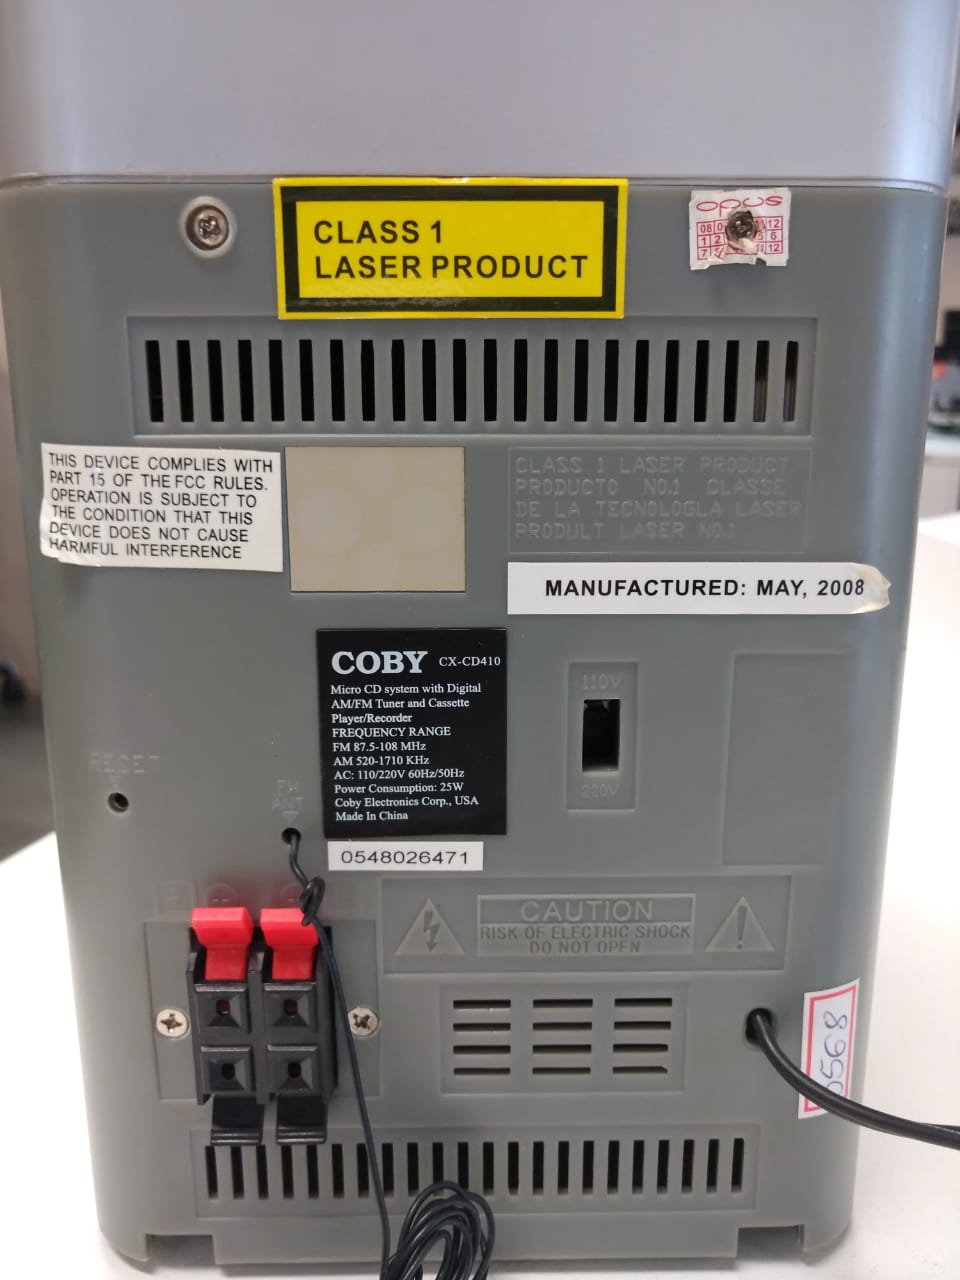 CLASS 1
LASER PRODUCT
opus
THIS DEVICE COMPLIES WITH
PART 15 OF THE FCC RULES.
OPERATION IS SUBJECT TO
THE CONDITION THAT THIS
DEVICE DOES NOT CAUSE
HARMFUL INTERFERENCE
CLASS 1 LASER PRODUCT
PRODUCTO NO.1 CLASSE
DE LA TECNOLOGLA LASER
PRODULT LASER NO.1
MANUFACTURED: MAY, 2008
COBY CX-CD410
Micro CD system with Digital
AM/FM Tuner and Cassette
Player/Recorder
FREQUENCY RANGE
FM 87.5-108 MHz
AM 520-1710 KHz
AC: 110/220V 60Hz/50Hz
Power Consumption: 25W
Coby Electronics Corp., USA
Made In China
0548026471
110V
220V
RESET
FM
ANT
CAUTION
RISK OF ELECTRIC SHOCK
DO NOT OPEN
5568